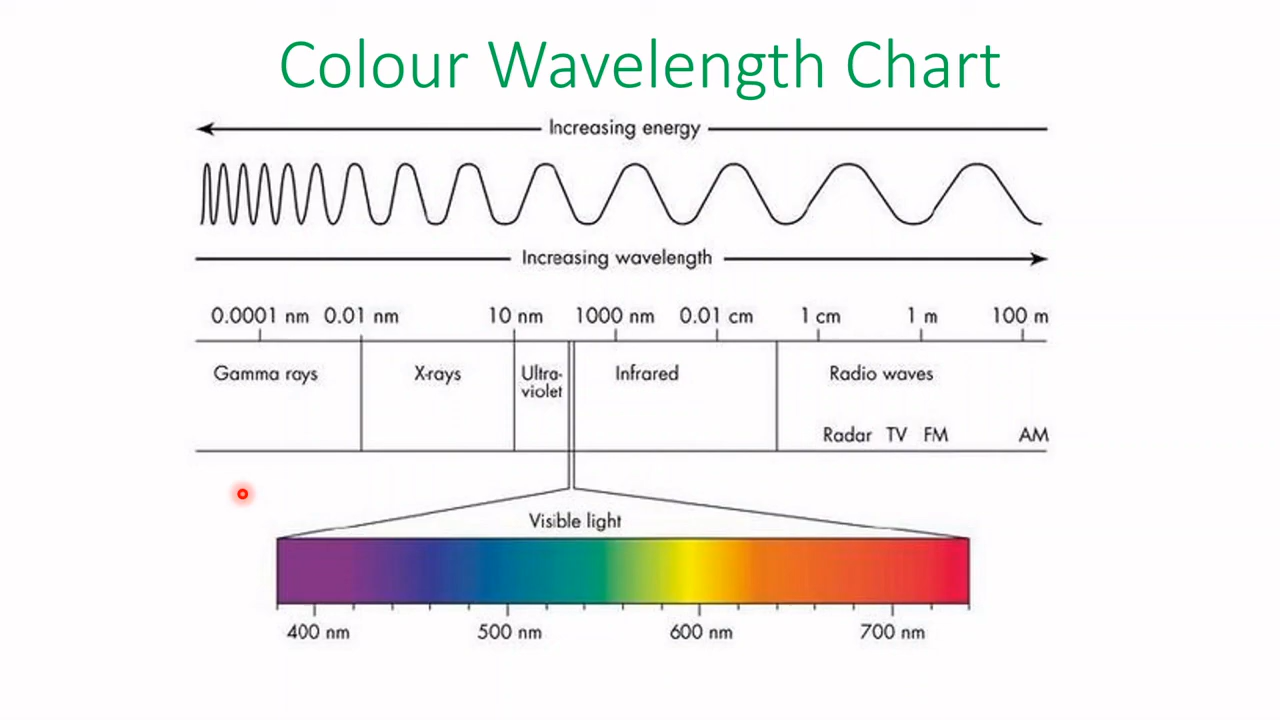 Colour Wavelength Chart
Increasing energy
Increasing wavelength
0.0001 nm 0.01 nm 10 nm 1000 nm 0.01 cm 1 cm 1 m 100 m
Gamma rays X-rays Ultra- Infrared Radio waves
violet
Radar TV FM AM
Visible light
400 nm 500 nm 600 nm 700 nm